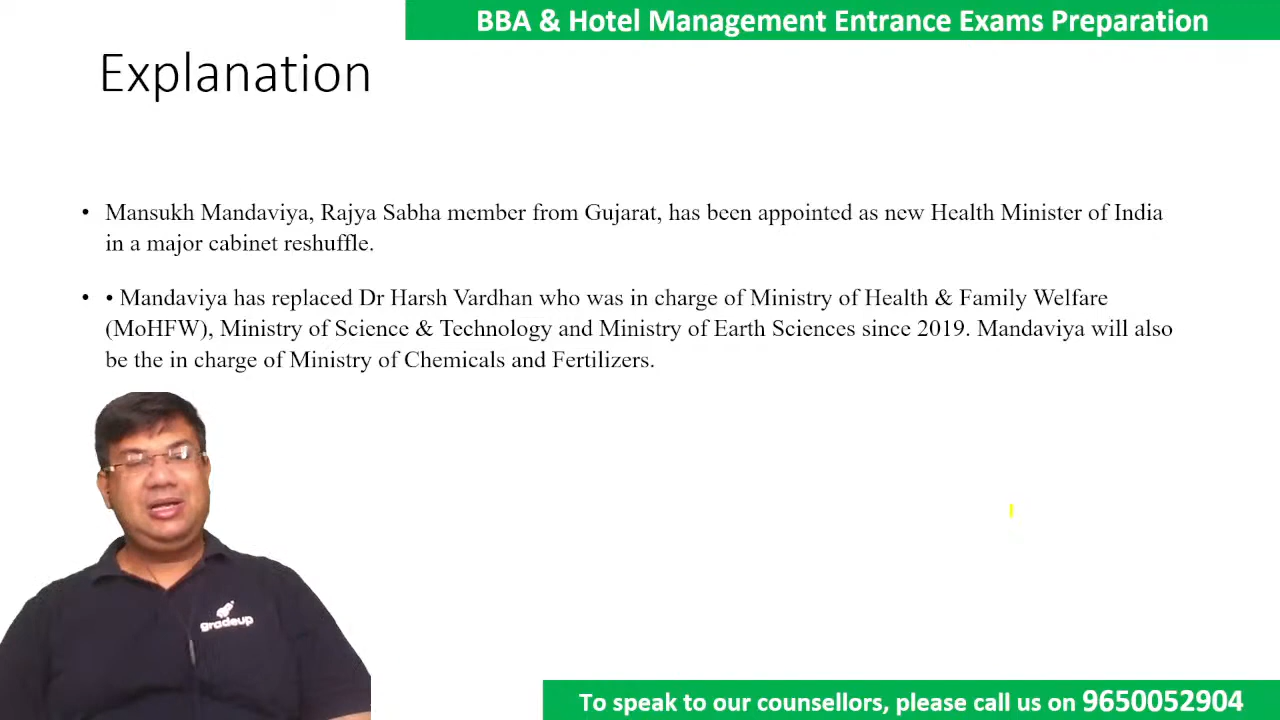 BBA & Hotel Management Entrance Exams Preparation
Explanation
• Mansukh Mandaviya, Rajya Sabha member from Gujarat, has been appointed as new Health Minister of India
in a major cabinet reshuffle.
• • Mandaviya has replaced Dr Harsh Vardhan who was in charge of Ministry of Health & Family Welfare
(MoHFW), Ministry of Science & Technology and Ministry of Earth Sciences since 2019. Mandaviya will also
be the in charge of Ministry of Chemicals and Fertilizers.
gradeup
To speak to our counsellors, please call us on 9650052904